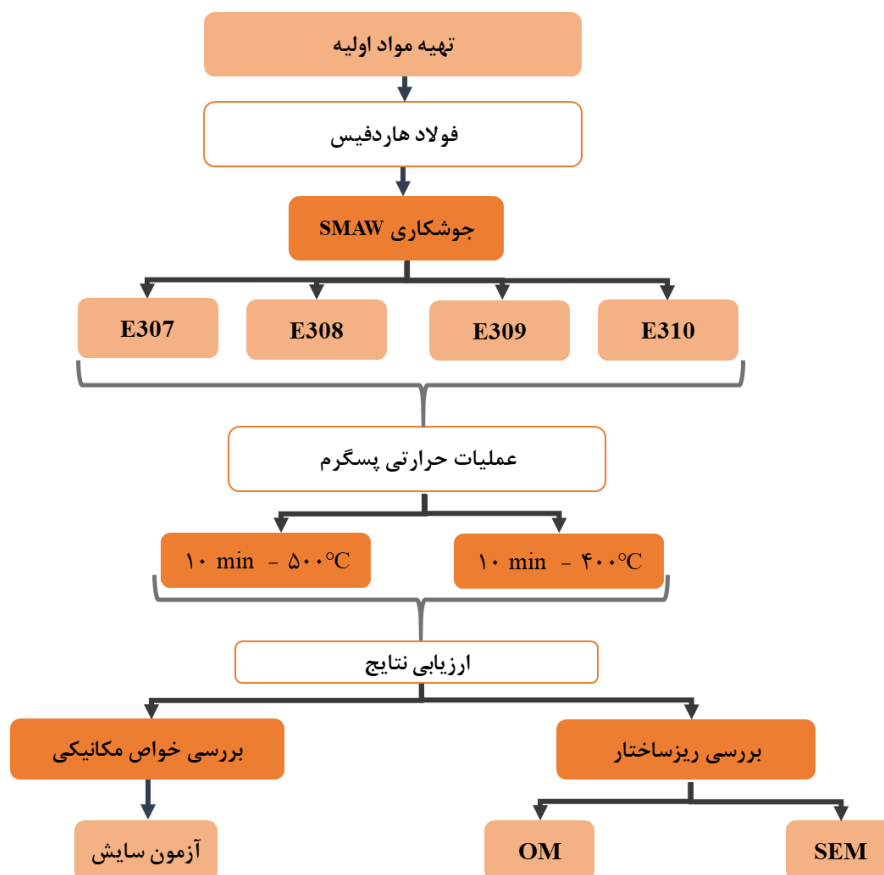 تهیه مواد اولیه
فولاد هاردفیس
جوشکاری SMAW
E307
E308
E309
E310
عملیات حرارتی پسگرم
۱۰ min - ۵۰۰°C
۱۰ min - ۴۰۰°C
ارزیابی نتایج
بررسی خواص مکانیکی
بررسی ریزساختار
آزمون سایش
OM
SEM